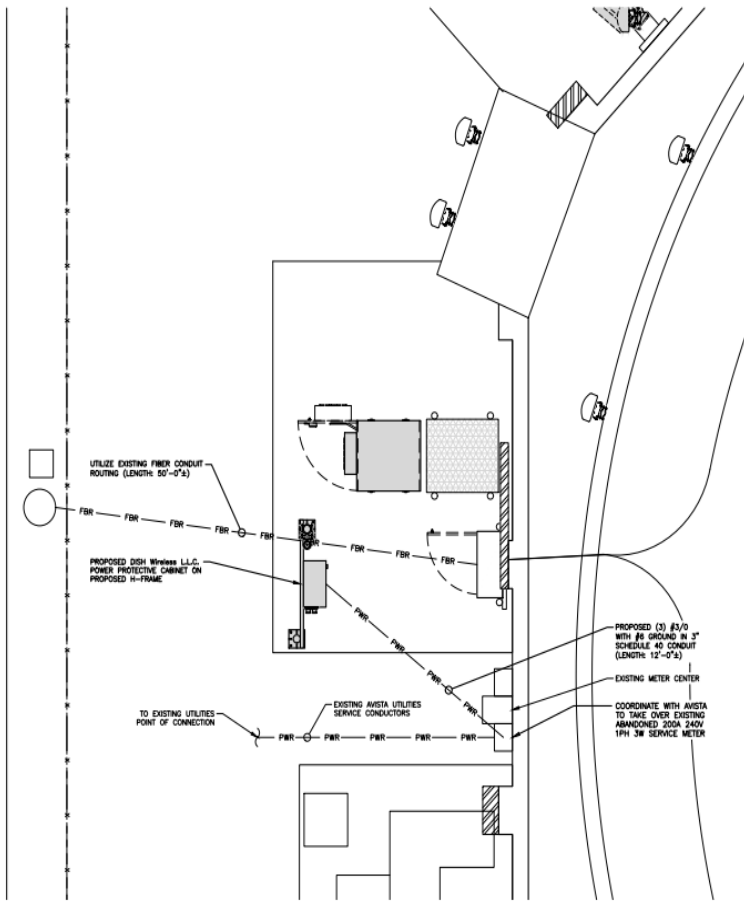 UTILIZE EXISTING FIBER CONDUIT
ROUTING (LENGTH: 50'-0"±)
FBR
FBR
FBR
FBR
FBR
FBR
FBR
FBR
PROPOSED DISH Wireless L.L.C.
POWER PROTECTIVE CABINET ON
PROPOSED H-FRAME
PWR
PWR
PWR
PWR
PROPOSED (3) #3/0
WITH #6 GROUND IN 3"
SCHEDULE 40 CONDUIT
(LENGTH: 12'-0"±)
EXISTING METER CENTER
COORDINATE WITH AVISTA
TO TAKE OVER EXISTING
ABANDONED 200A 240V
1PH 3W SERVICE METER
TO EXISTING UTILITIES
POINT OF CONNECTION
EXISTING AVISTA UTILITIES
SERVICE CONDUCTORS
PWR
PWR
PWR
PWR
PWR